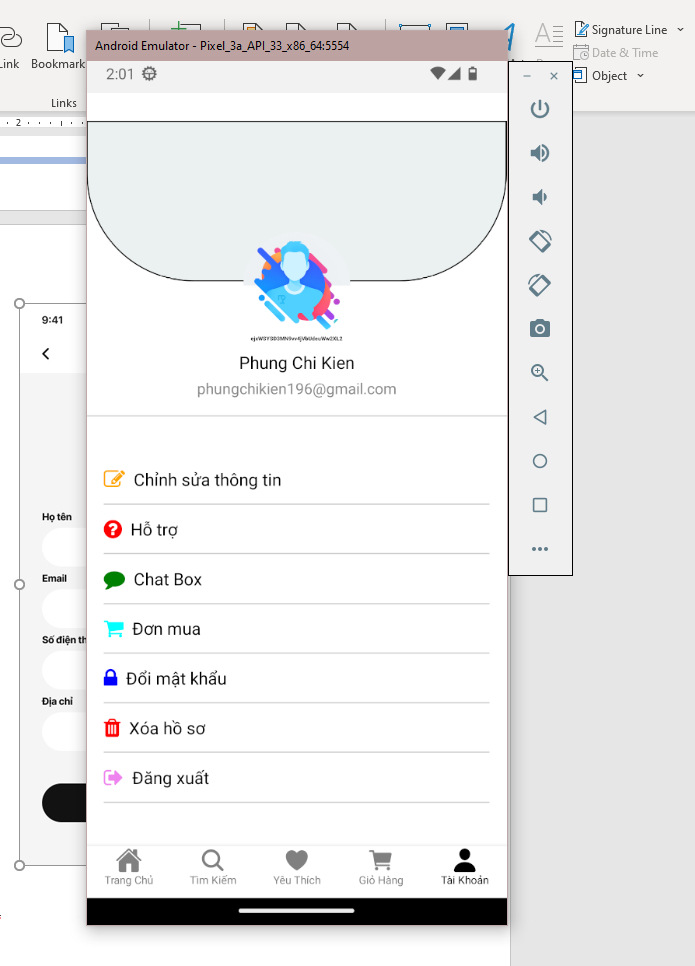 Link
Bookmark
Links
Signature Line
Date & Time
Object
2
Android Emulator - Pixel_3a_API_33_x86_64:5554
2:01
9:41
Phung Chi Kien
phungchikien196@gmail.com
Chỉnh sửa thông tin
Hỗ trợ
Chat Box
Đơn mua
Đổi mật khẩu
Xóa hồ sơ
Đăng xuất
Họ tên
Email
Số điện th
Địa chỉ
Trang Chủ
Tìm Kiếm
Yêu Thích
Giỏ Hàng
Tài Khoản